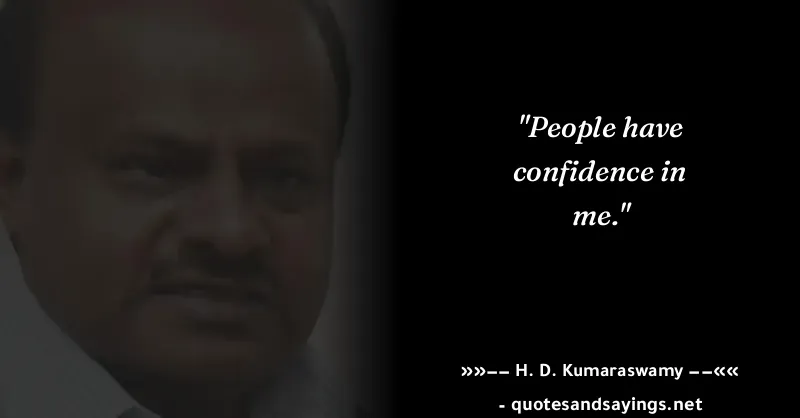 "People have
confidence in
me."
»»–– H. D. Kumaraswamy ––««
- quotesandsayings.net